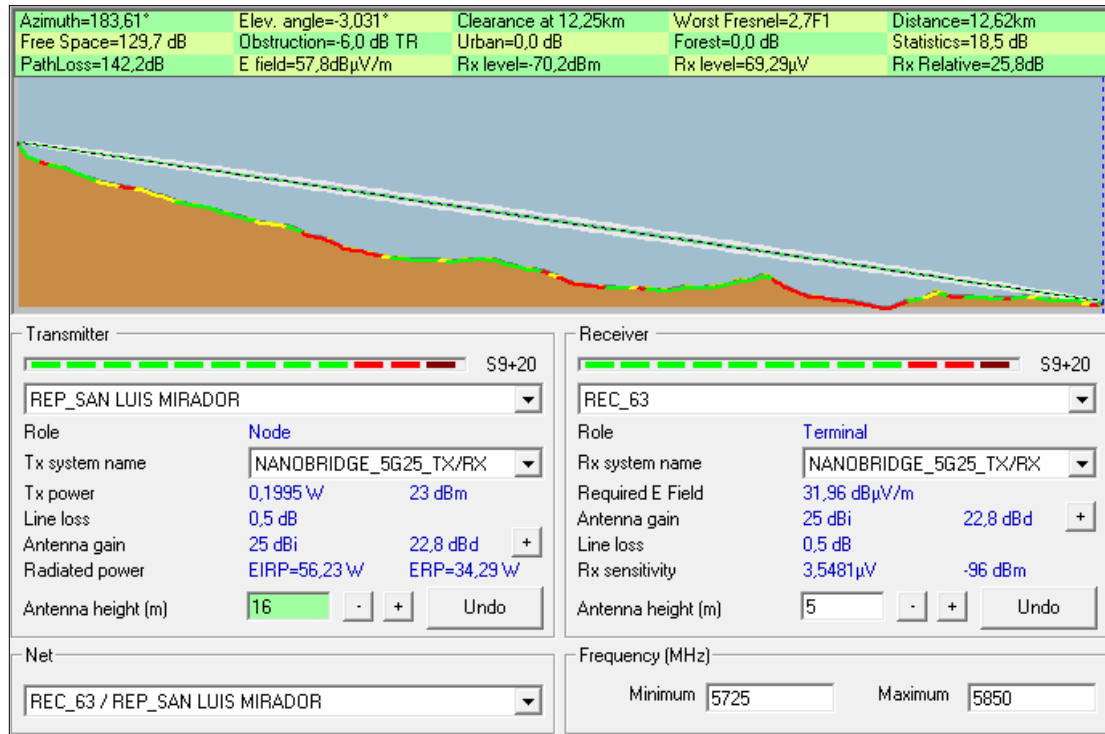 Azimuth=183,61° Elev. angle=-3,031° Clearance at 12,25km Worst Fresnel=2,7F1 Distance=12,62km
Free Space=129,7 dB Obstruction=-6,0 dB TR Urban=0,0 dB Forest=0,0 dB Statistics=18,5 dB
PathLoss=142,2dB E field=57,8dBµV/m Rx level=-70,2dBm Rx level=69,29µV Rx Relative=25,8dB
Transmitter
S9+20
REP_SAN LUIS MIRADOR
Role Node
Tx system name NANOBRIDGE_5G25_TX/RX
Tx power 0,1995 W 23 dBm
Line loss 0,5 dB
Antenna gain 25 dBi 22,8 dBd +
Radiated power EIRP=56,23 W ERP=34,29 W
Antenna height (m) 16 - + Undo
Receiver
S9+20
REC_63
Role Terminal
Rx system name NANOBRIDGE_5G25_TX/RX
Required E Field 31,96 dBµV/m
Antenna gain 25 dBi 22,8 dBd +
Line loss 0,5 dB
Rx sensitivity 3,5481µV -96 dBm
Antenna height (m) 5 - + Undo
Net
REC_63 / REP_SAN LUIS MIRADOR
Frequency (MHz)
Minimum 5725 Maximum 5850